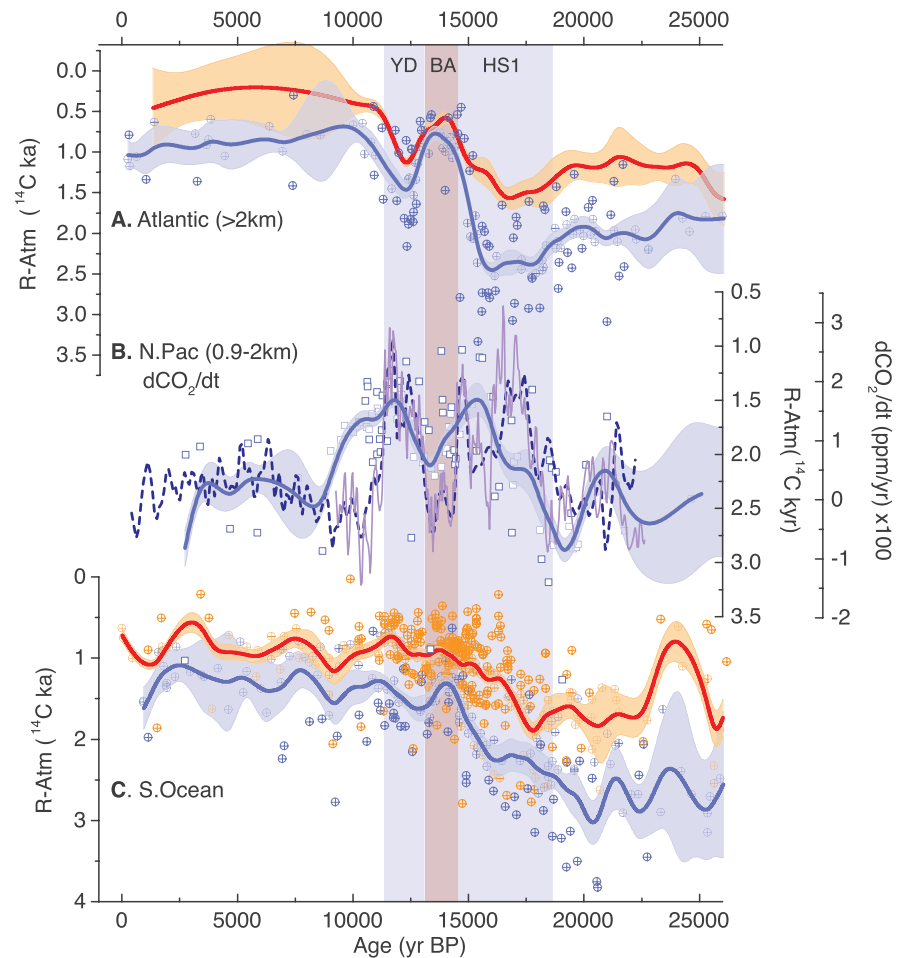 0 5000 10000 15000 20000 25000
YD BA HS1
0.0
0.5
1.0
1.5
2.0
2.5
3.0
3.5
R-Atm ( ¹⁴C ka)
A. Atlantic (>2km)
B. N.Pac (0.9-2km)
dCO₂/dt
0.5
1.0
1.5
2.0
2.5
3.0
3.5
R-Atm( ¹⁴C kyr)
3
2
1
0
-1
-2
dCO₂/dt (ppm/yr) x100
0
1
2
3
4
R-Atm ( ¹⁴C ka)
C. S.Ocean
0 5000 10000 15000 20000 25000
Age (yr BP)